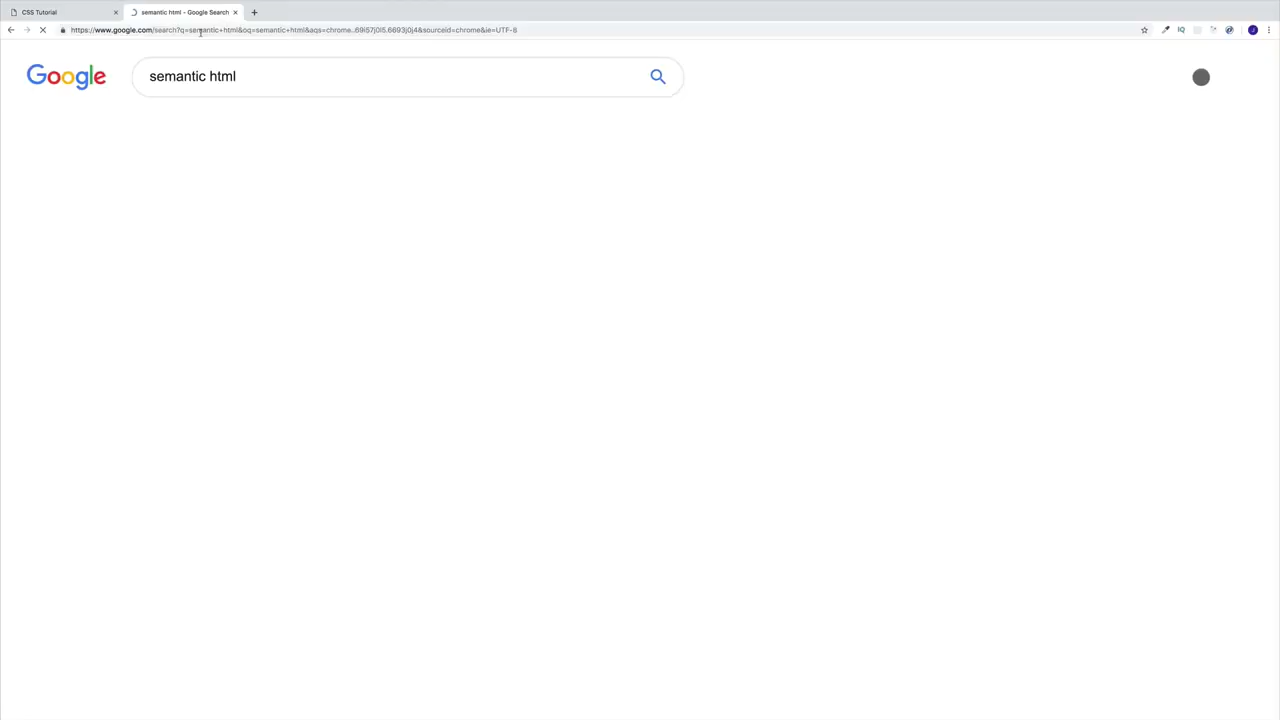 CSS Tutorial
semantic html - Google Search
https://www.google.com/search?q=semantic+html&oq=semantic+html&aqs=chrome..69i57j0l5.6693j0j4&sourceid=chrome&ie=UTF-8
J
Google
semantic html